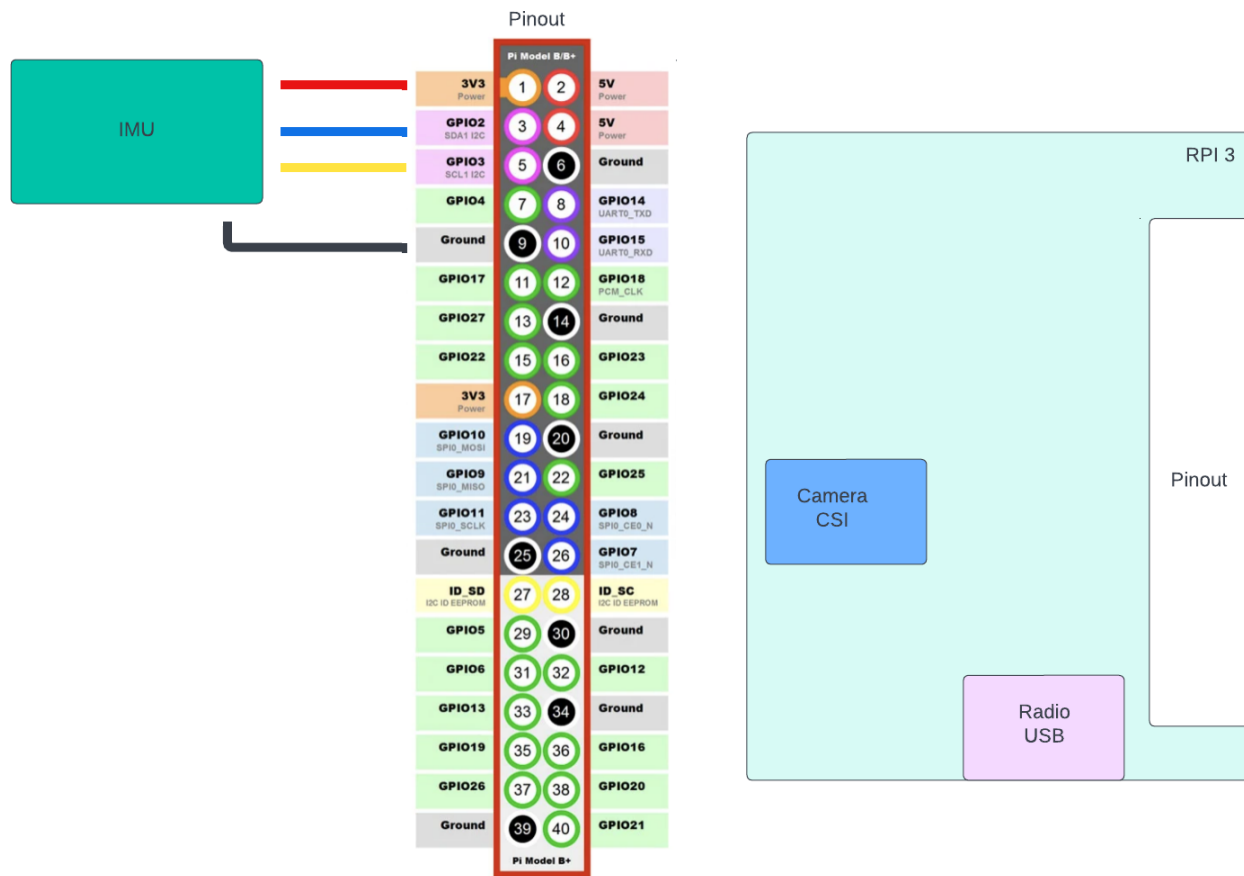 Pinout
Pi Model B/B+
IMU
3V3
Power
1
2
5V
Power
GPIO2
SDA1 I2C
3
4
5V
Power
GPIO3
SCL1 I2C
5
6
Ground
GPIO4
7
8
GPIO14
UART0_TXD
Ground
9
10
GPIO15
UART0_RXD
GPIO17
11
12
GPIO18
PCM_CLK
GPIO27
13
14
Ground
GPIO22
15
16
GPIO23
3V3
Power
17
18
GPIO24
GPIO10
SPI0_MOSI
19
20
Ground
GPIO9
SPI0_MISO
21
22
GPIO25
GPIO11
SPI0_SCLK
23
24
GPIO8
SPI0_CE0_N
Ground
25
26
GPIO7
SPI0_CE1_N
ID_SD
I2C ID EEPROM
27
28
ID_SC
I2C ID EEPROM
GPIO5
29
30
Ground
GPIO6
31
32
GPIO12
GPIO13
33
34
Ground
GPIO19
35
36
GPIO16
GPIO26
37
38
GPIO20
Ground
39
40
GPIO21
Pi Model B+
RPI 3
Camera
CSI
Pinout
Radio
USB